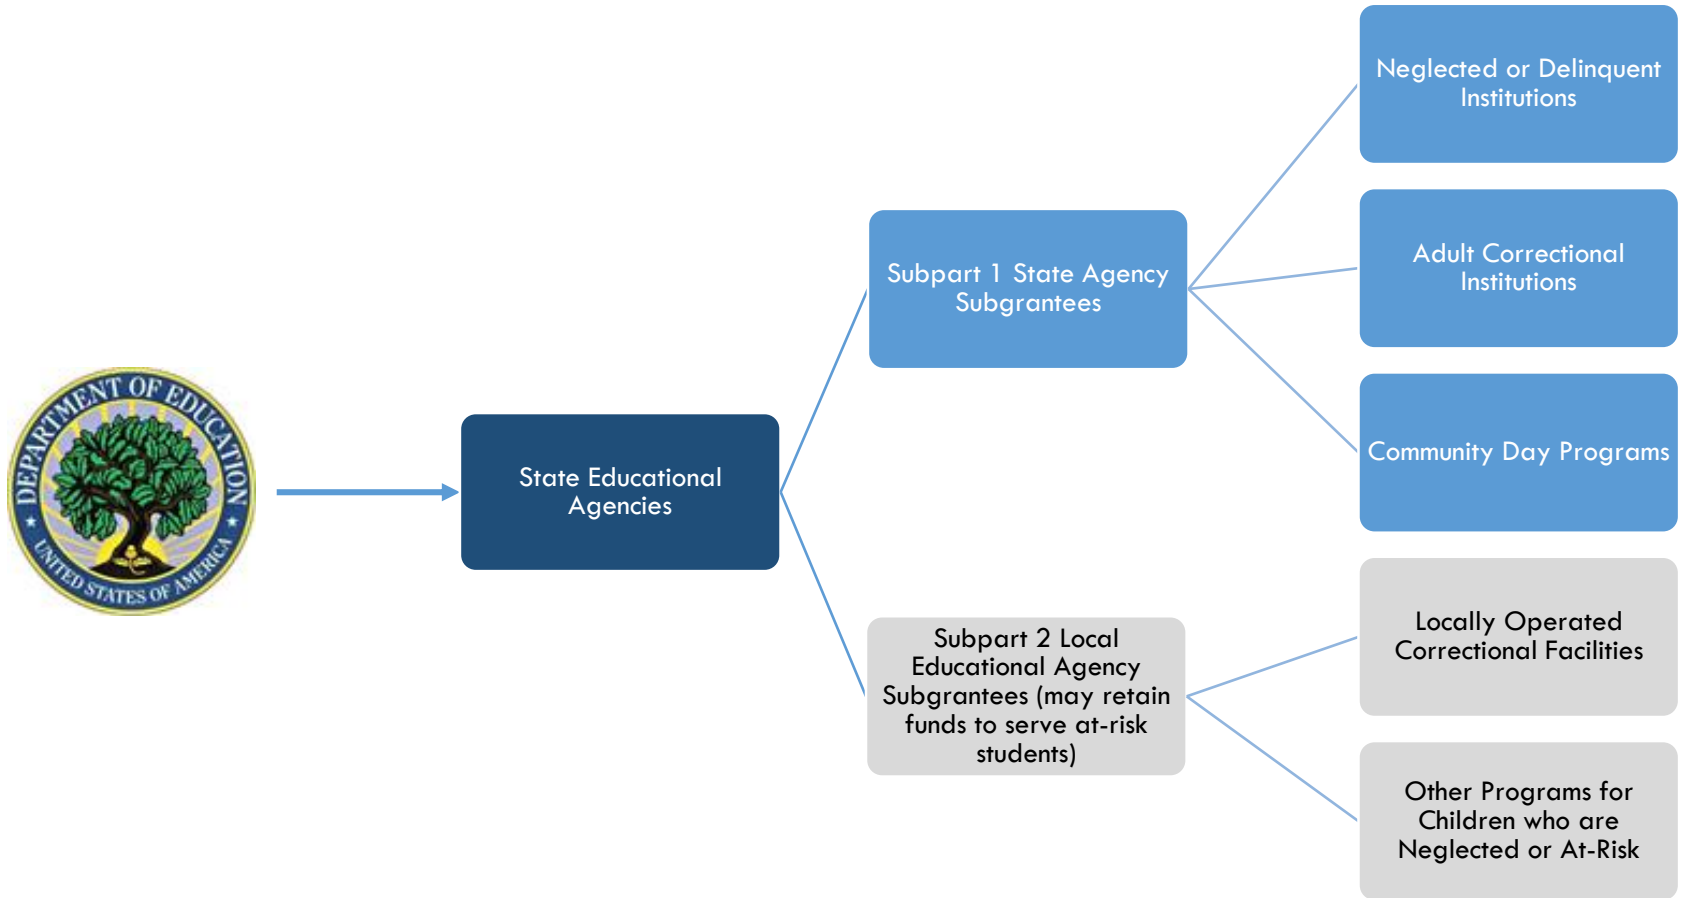 DEPARTMENT OF EDUCATION
UNITED STATES OF AMERICA
State Educational
Agencies
Subpart 1 State Agency
Subgrantees
Neglected or Delinquent
Institutions
Adult Correctional
Institutions
Community Day Programs
Subpart 2 Local
Educational Agency
Subgrantees (may retain
funds to serve at-risk
students)
Locally Operated
Correctional Facilities
Other Programs for
Children who are
Neglected or At-Risk